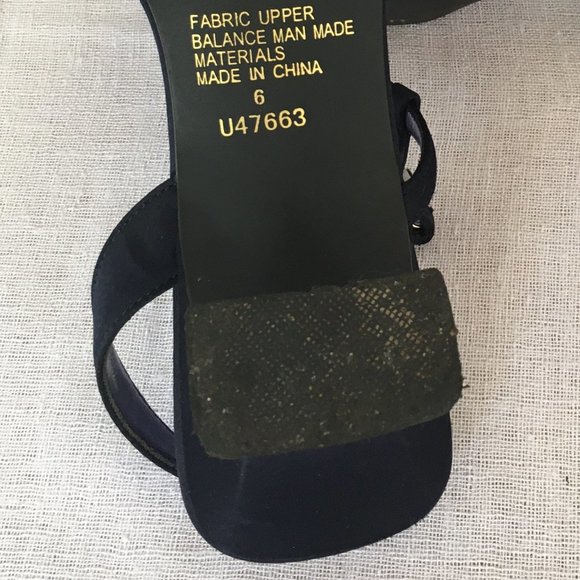 FABRIC UPPER
BALANCE MAN MADE
MATERIALS
MADE IN CHINA
6
U47663